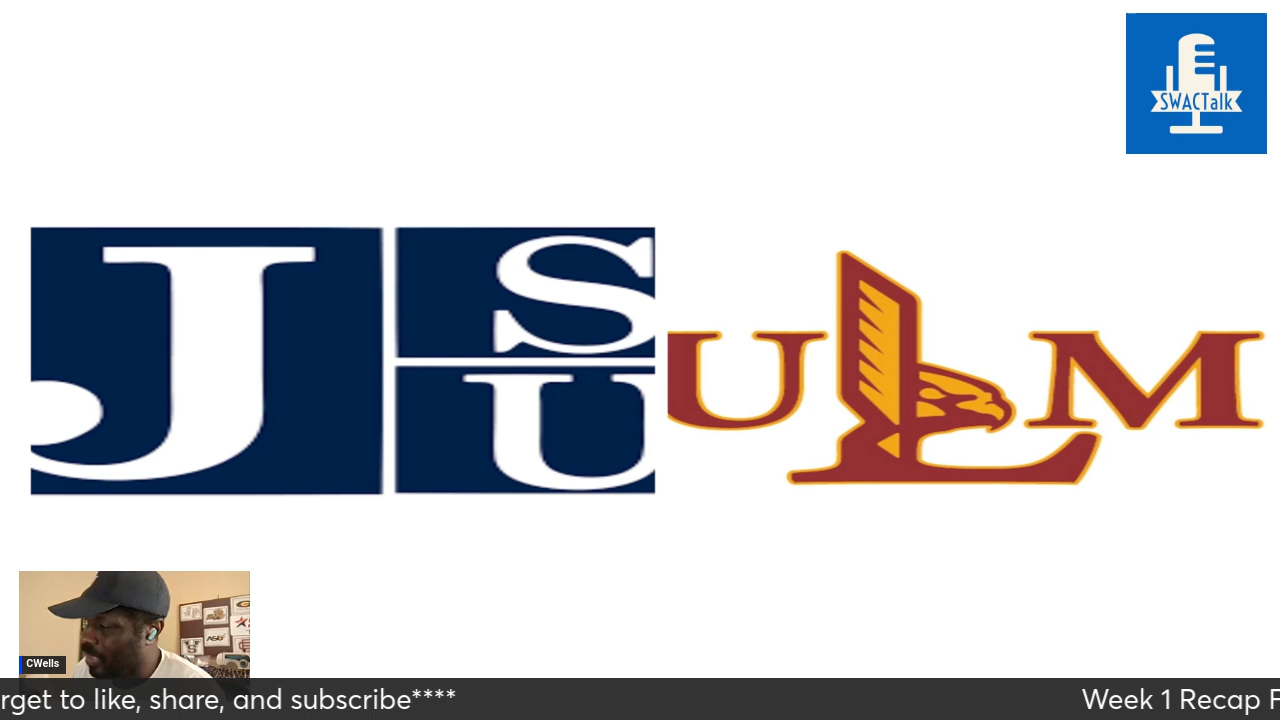 SWACTalk
J
S
U
ULM
CWells
rget to like, share, and subscribe****
Week 1 Recap F